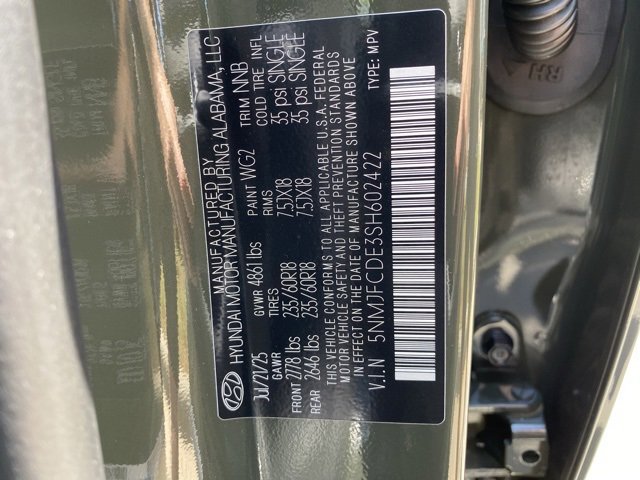 MANUFACTURED BY
HYUNDAI MOTOR MANUFACTURING ALABAMA, LLC
JUL/21/25 GVWR 4861 lbs PAINT WG2 TRIM NNB
GAWR TIRES RIMS COLD TIRE INFL
FRONT 2778 lbs 235/60R18 7.5JX18 35 psi SINGLE
REAR 2646 lbs 235/60R18 7.5JX18 35 psi SINGLE
THIS VEHICLE CONFORMS TO ALL APPLICABLE U.S.A. FEDERAL
MOTOR VEHICLE SAFETY AND THEFT PREVENTION STANDARDS
IN EFFECT ON THE DATE OF MANUFACTURE SHOWN ABOVE
V.I.N 5NMJFCDE3SH602422 TYPE: MPV
RH